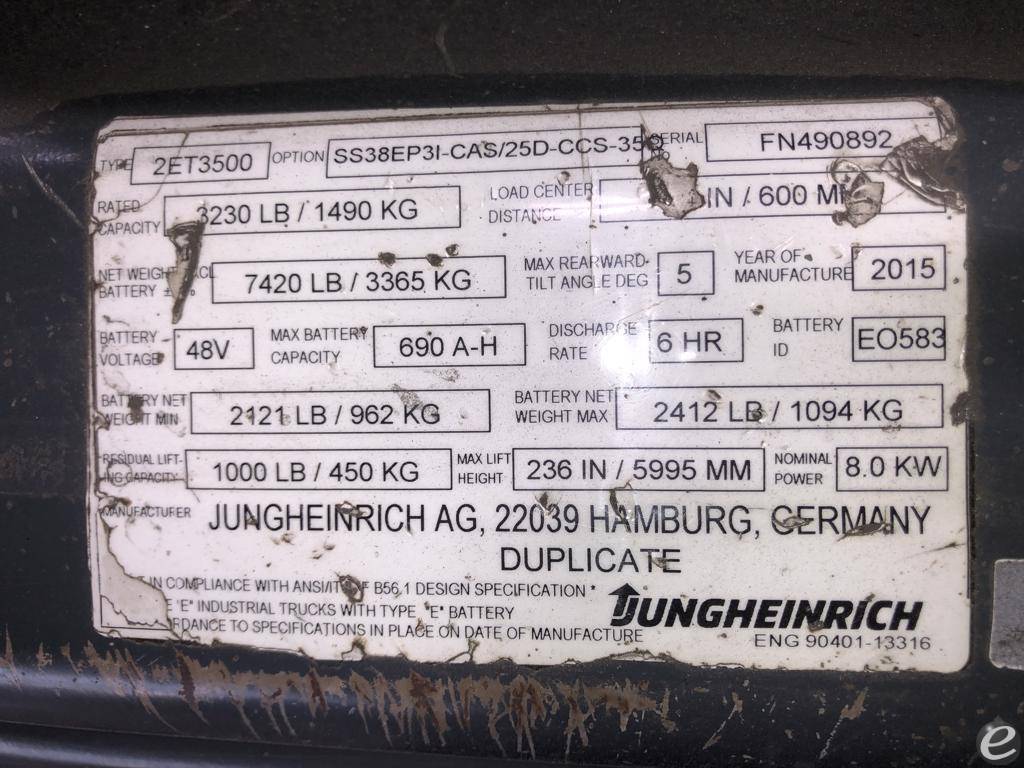 TYPE 2ET3500 OPTION SS38EP3I-CAS/25D-CCS-35 SERIAL No FN490892
RATED CAPACITY 3230 LB / 1490 KG LOAD CENTER DISTANCE IN / 600 MM
NET WEIGHT BATTERY 7420 LB / 3365 KG MAX REARWARD TILT ANGLE DEG 5 YEAR OF MANUFACTURE 2015
BATTERY VOLTAGE 48V MAX BATTERY CAPACITY 690 A-H DISCHARGE RATE 6 HR BATTERY ID EO583
BATTERY NET WEIGHT MIN 2121 LB / 962 KG BATTERY NET WEIGHT MAX 2412 LB / 1094 KG
RESIDUAL LIFT-ING CAPACITY 1000 LB / 450 KG MAX LIFT HEIGHT 236 IN / 5995 MM NOMINAL POWER 8.0 KW
MANUFACTURER JUNGHEINRICH AG, 22039 HAMBURG, GERMANY
DUPLICATE
IN COMPLIANCE WITH B56.1 DESIGN SPECIFICATION *
"E" INDUSTRIAL TRUCKS WITH TYPE "E" BATTERY
TO SPECIFICATIONS IN PLACE ON DATE OF MANUFACTURE
JUNGHEINRICH
ENG 90401-13316
e